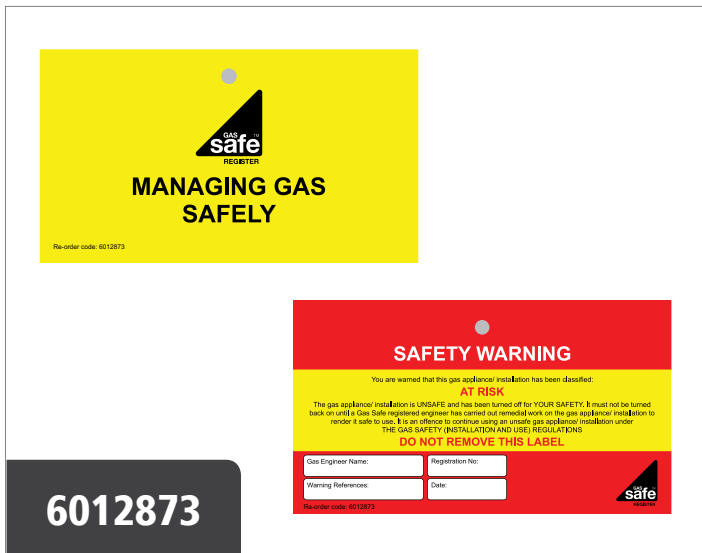 GAS
safe™
REGISTER
MANAGING GAS
SAFELY
Re-order code: 6012873
SAFETY WARNING
You are warned that this gas appliance/ installation has been classified:
AT RISK
The gas appliance/ installation is UNSAFE and has been turned off for YOUR SAFETY. It must not be turned
back on until a Gas Safe registered engineer has carried out remedial work on the gas appliance/ installation to
render it safe to use. It is an offence to continue using an unsafe gas appliance/ installation under
THE GAS SAFETY (INSTALLATION AND USE) REGULATIONS
DO NOT REMOVE THIS LABEL
Gas Engineer Name:
Registration No:
Warning References:
Date:
Re-order code: 6012873
GAS
safe
REGISTER
6012873